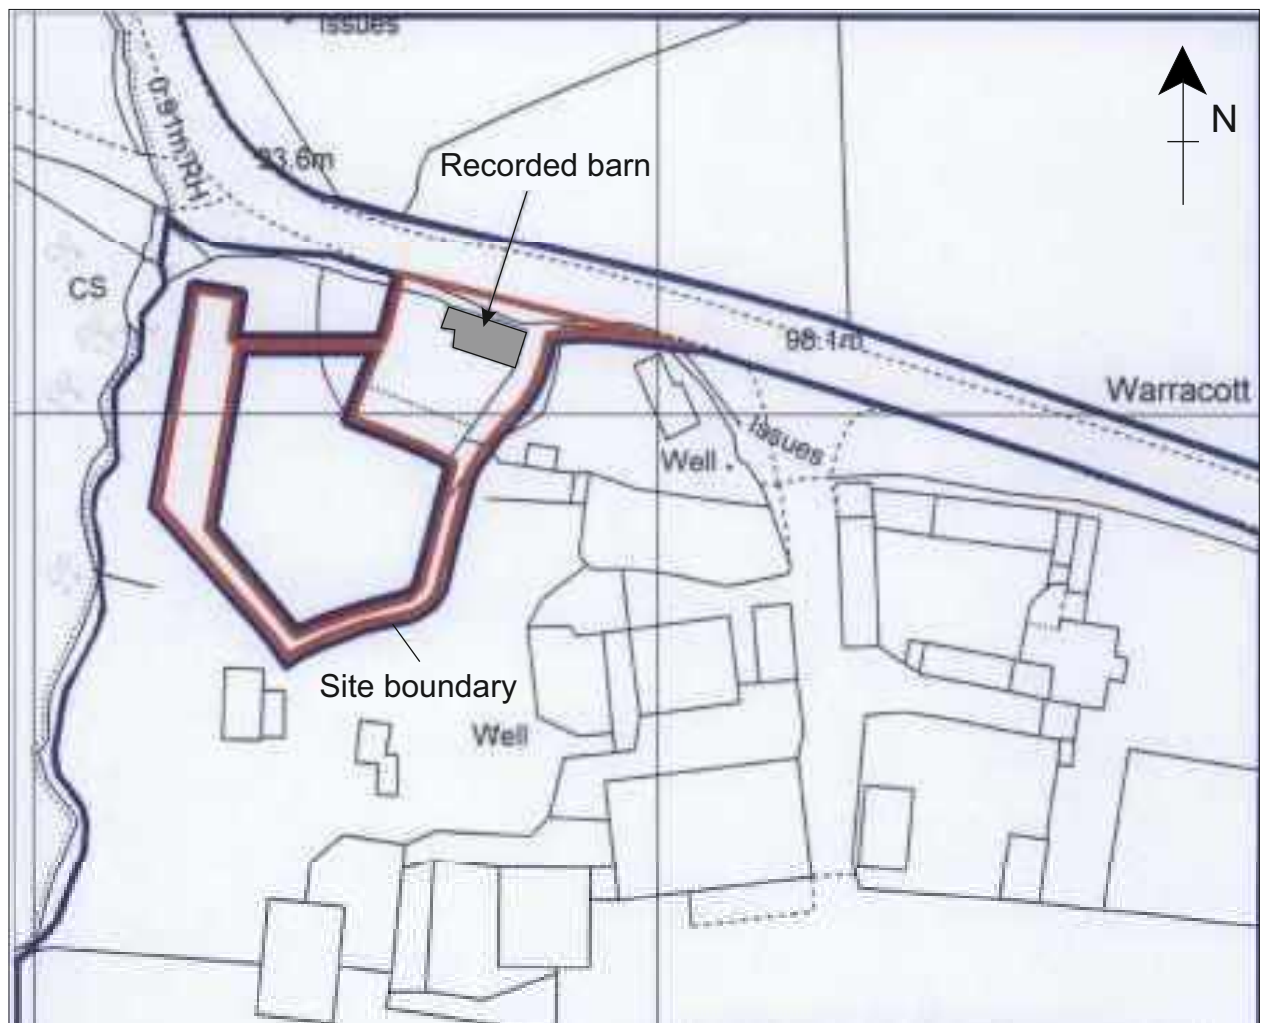 Issues
N
0.91m RH
93.6m
Recorded barn
CS
98.1m
Warracott
Issues
Well
Site boundary
Well